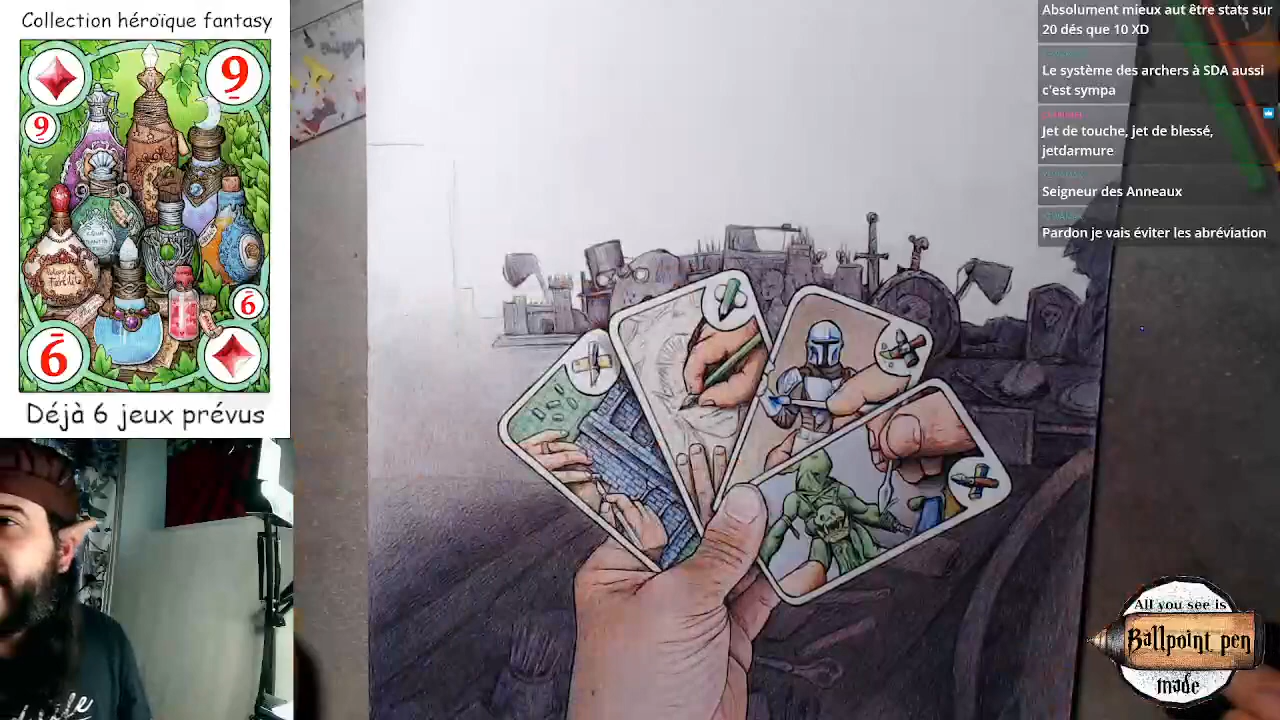 Collection héroïque fantasy
9
9
6
6
Déjà 6 jeux prévus
Absolument mieux aut être stats sur
20 dés que 10 XD
Le système des archers à SDA aussi
c'est sympa
Jet de touche, jet de blessé,
jetdarmure
Seigneur des Anneaux
Pardon je vais éviter les abréviation
All you see is
Ballpoint pen
made